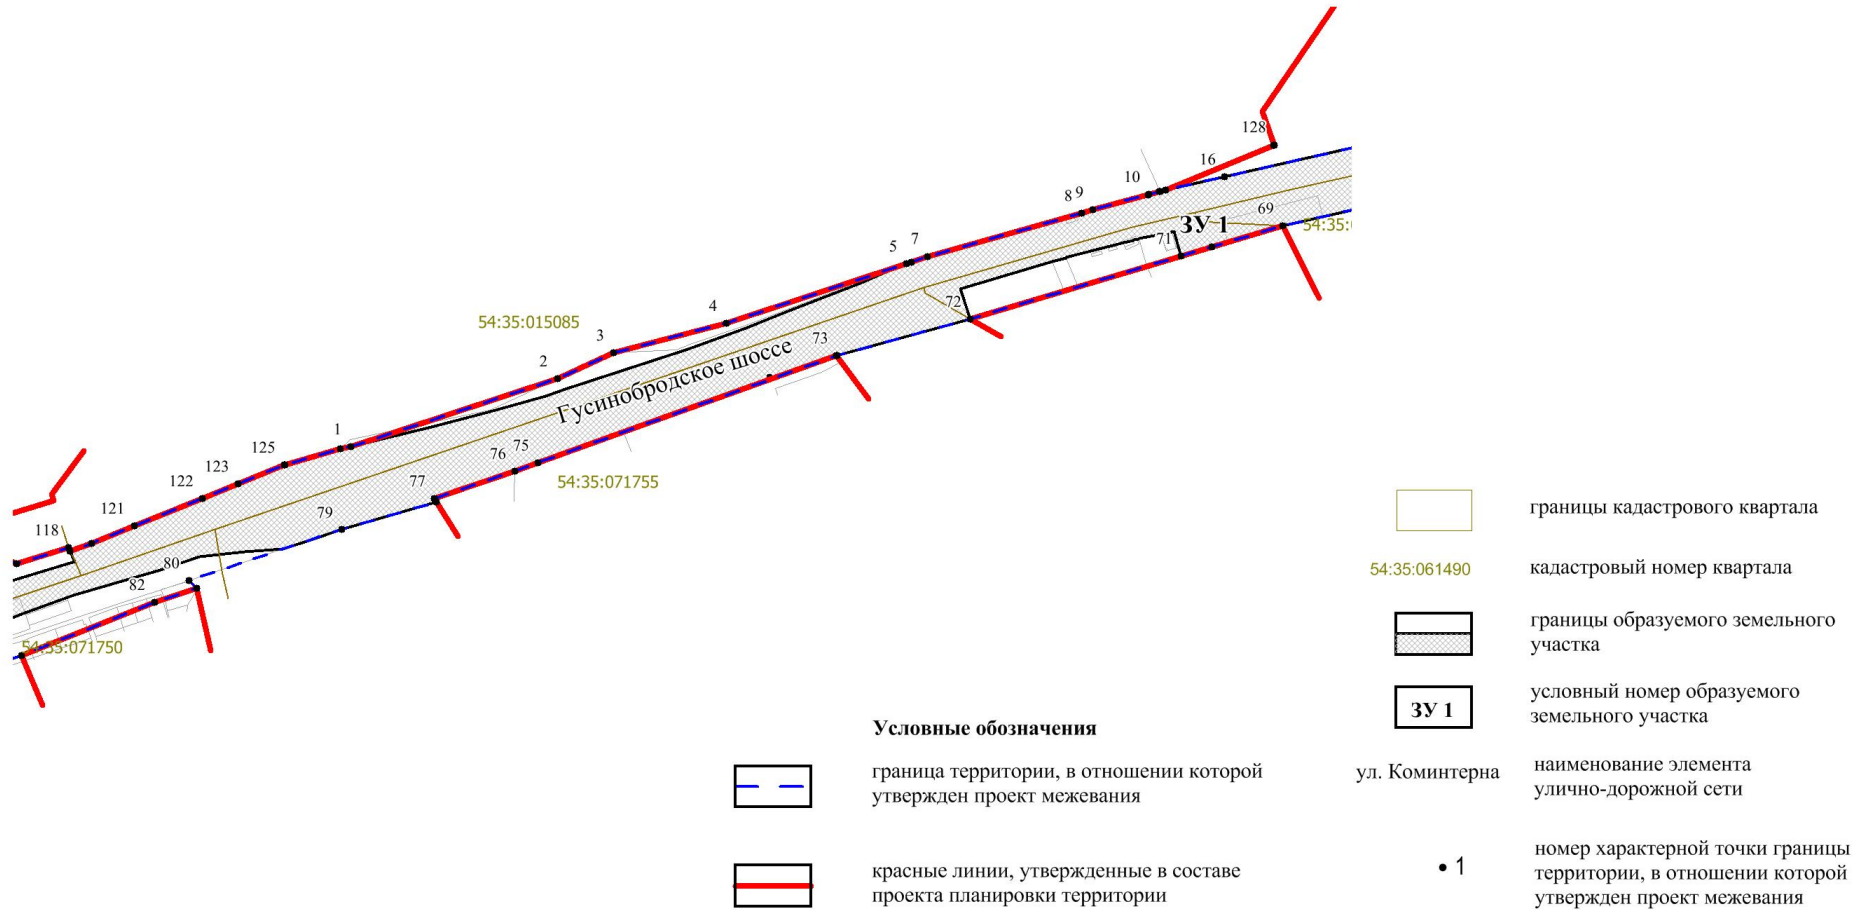 128
16
10
8 9
69
ЗУ 1
54:35:
71
5
7
72
4
54:35:015085
3
73
2
Гусинобродское шоссе
1
125
76
75
54:35:071755
123
122
77
121
79
118
80
82
54:35:071750
границы кадастрового квартала
54:35:061490
кадастровый номер квартала
границы образуемого земельного
участка
ЗУ 1
условный номер образуемого
земельного участка
Условные обозначения
граница территории, в отношении которой
утвержден проект межевания
ул. Коминтерна
наименование элемента
улично-дорожной сети
красные линии, утвержденные в составе
проекта планировки территории
1
номер характерной точки границы
территории, в отношении которой
утвержден проект межевания